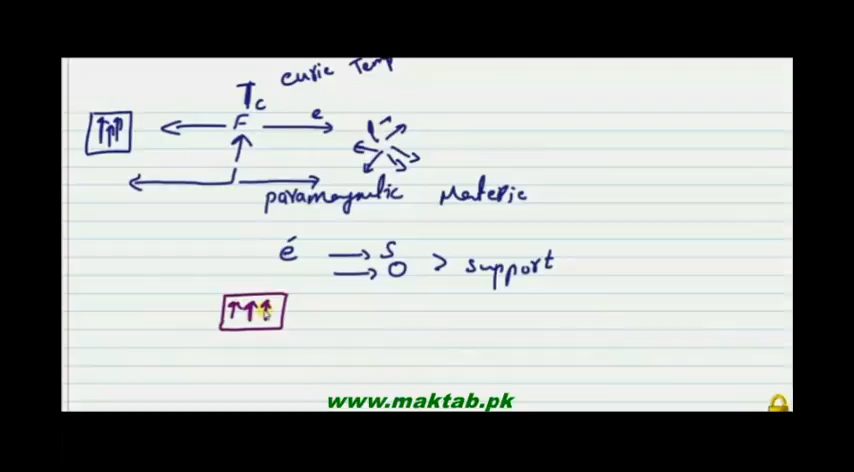 Curie Temp
Tc
F e
paramagnetic Materic
é S
O > support
www.maktab.pk